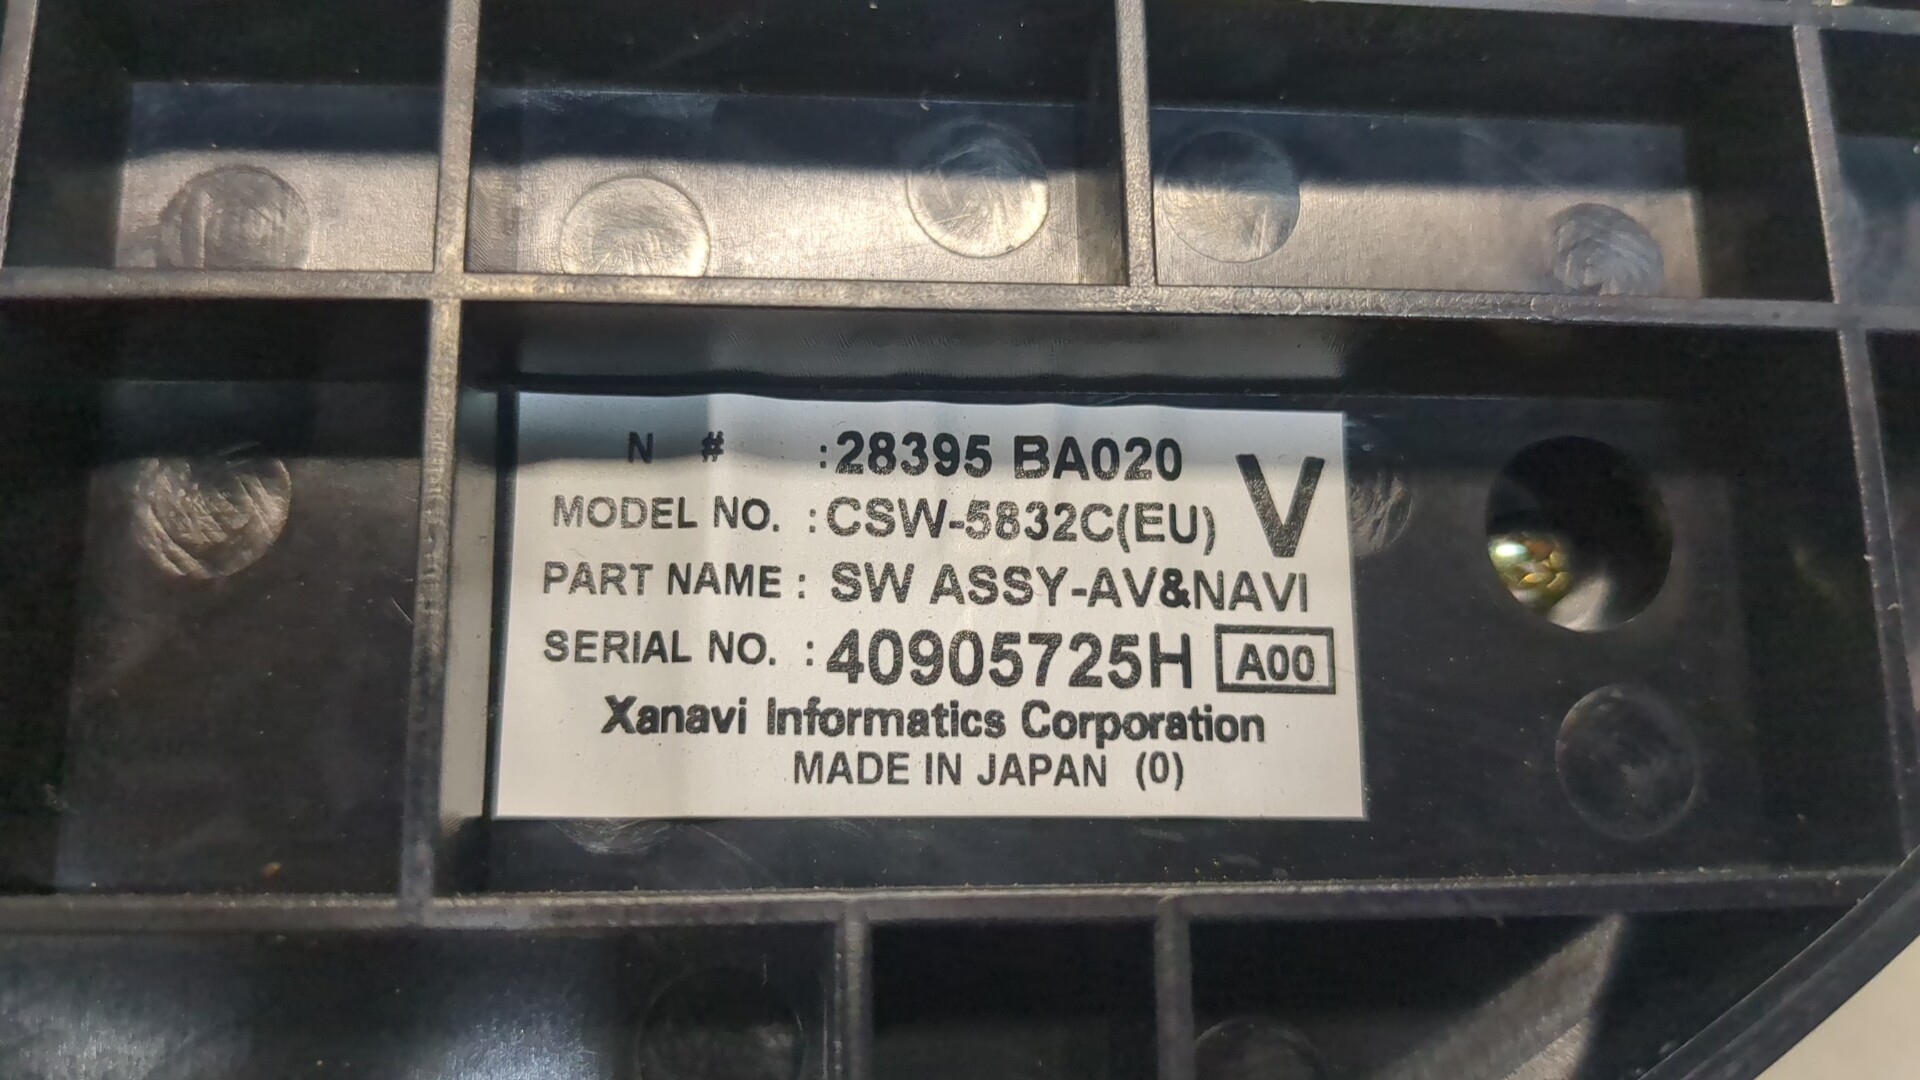 N # :28395 BA020 V
MODEL NO. :CSW-5832C(EU)
PART NAME : SW ASSY-AV&NAVI
SERIAL NO. :40905725H A00
Xanavi Informatics Corporation
MADE IN JAPAN (0)